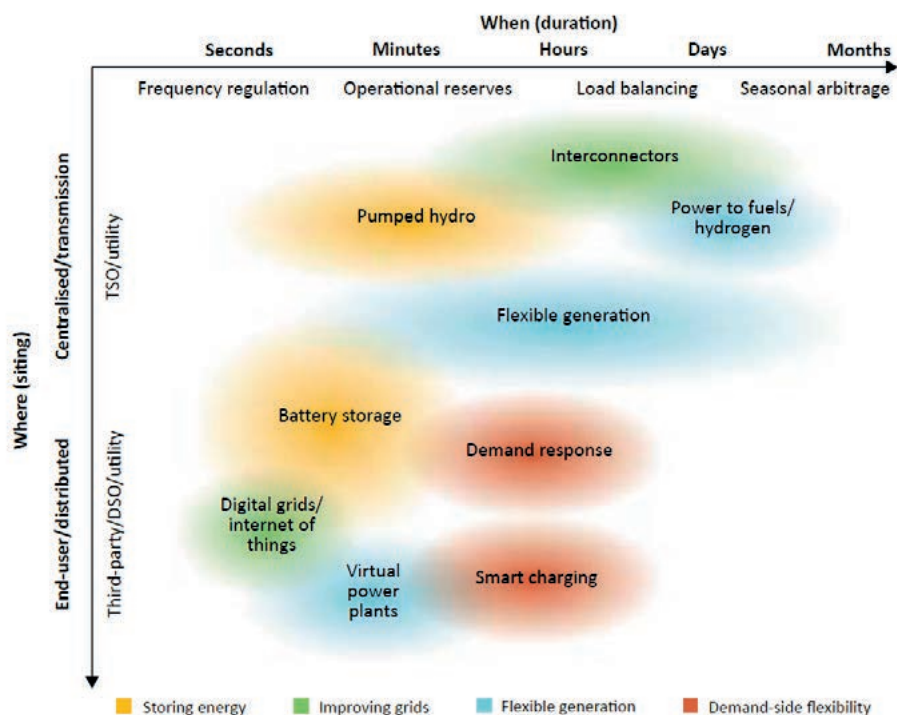 When (duration)
Seconds Minutes Hours Days Months
Frequency regulation Operational reserves Load balancing Seasonal arbitrage
Where (siting)
Centralised/transmission
TSO/utility
End-user/distributed
Third-party/DSO/utility
Interconnectors
Pumped hydro
Power to fuels/
hydrogen
Flexible generation
Battery storage
Demand response
Digital grids/
internet of
things
Virtual
power
plants
Smart charging
Storing energy Improving grids Flexible generation Demand-side flexibility